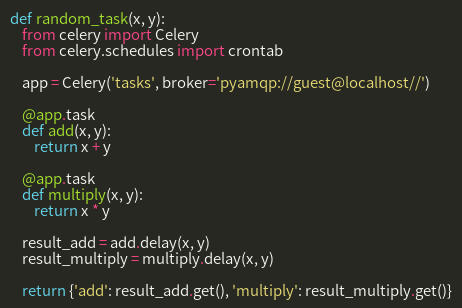 def random_task(x, y):
    from celery import Celery
    from celery.schedules import crontab

    app = Celery('tasks', broker='pyamqp://guest@localhost//')

    @app.task
    def add(x, y):
        return x + y

    @app.task
    def multiply(x, y):
        return x * y

    result_add = add.delay(x, y)
    result_multiply = multiply.delay(x, y)

    return {'add': result_add.get(), 'multiply': result_multiply.get()}